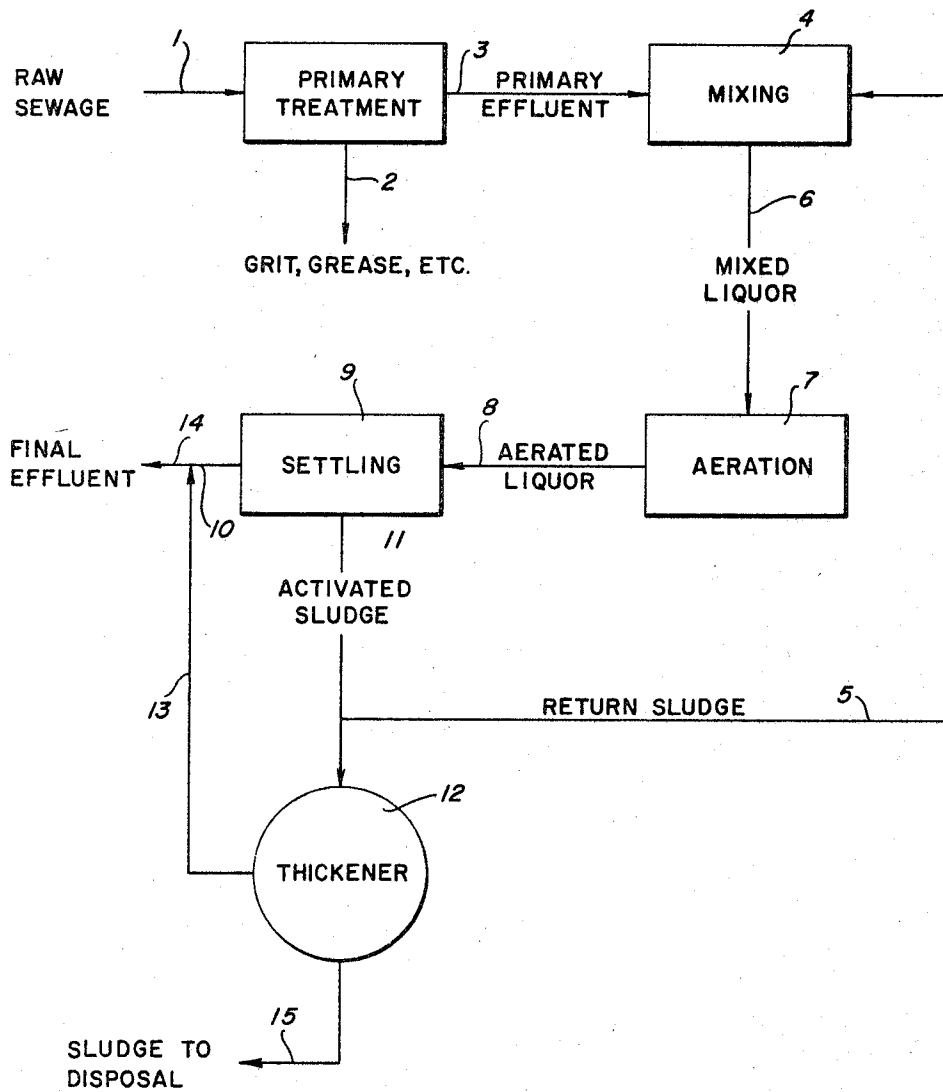 1
RAW
SEWAGE
PRIMARY
TREATMENT
3
PRIMARY
EFFLUENT
4
MIXING
2
GRIT, GREASE, ETC.
6
MIXED
LIQUOR
7
AERATION
8
AERATED
LIQUOR
9
SETTLING
14
FINAL
EFFLUENT
10
11
ACTIVATED
SLUDGE
13
RETURN SLUDGE
5
12
THICKENER
15
SLUDGE TO
DISPOSAL